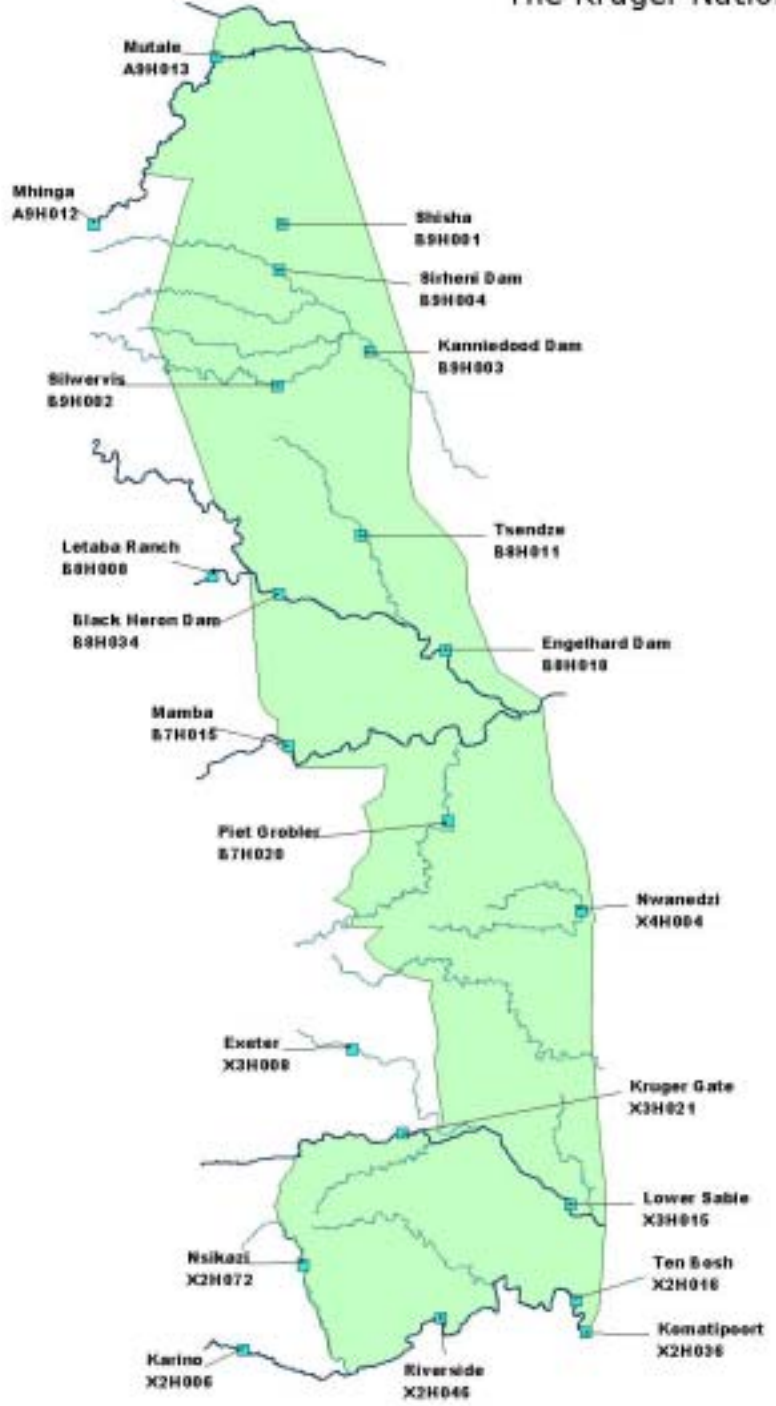 The Kruger Natio
Mutale
A9H013
Mhinga
A9H012
Shisha
B9H001
Sirheni Dam
B9H004
Kanniedood Dam
B9H003
Silwervis
B9H002
Tsendze
B8H011
Letaba Ranch
B8H008
Black Heron Dam
B8H034
Engelhard Dam
B8H018
Mamba
B7H015
Piet Grobler
B7H020
Nwanedzi
X4H004
Exeter
X3H008
Kruger Gate
X3H021
Lower Sabie
X3H015
Nsikazi
X2H072
Ten Bosh
X2H016
Komatipoort
X2H036
Karino
X2H006
Riverside
X2H046